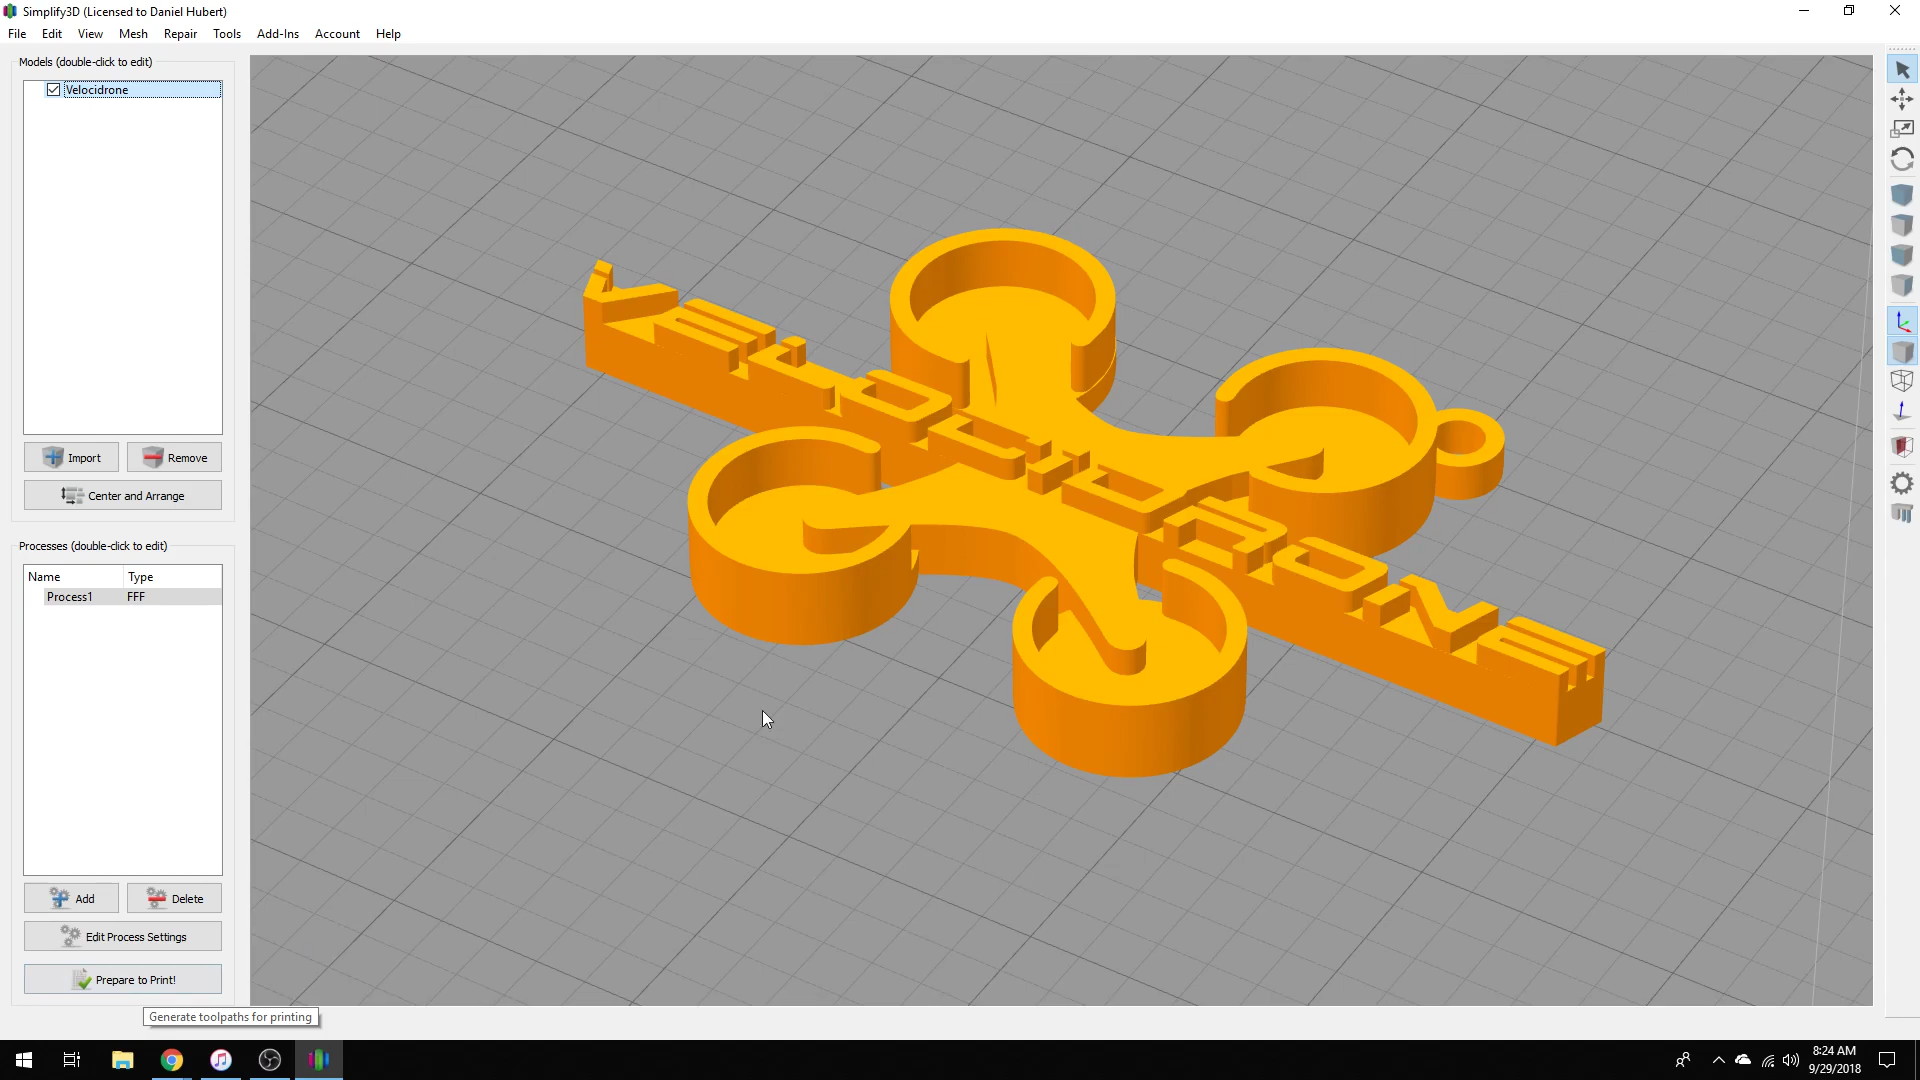 Simplify3D (Licensed to Daniel Hubert)
File Edit View Mesh Repair Tools Add-Ins Account Help
Models (double-click to edit)
Velocidrone
Import Remove
Center and Arrange
Processes (double-click to edit)
Name Type
Process1 FFF
Add Delete
Edit Process Settings
Prepare to Print!
Generate toolpaths for printing
VELOCIDRONE
8:24 AM
9/29/2018